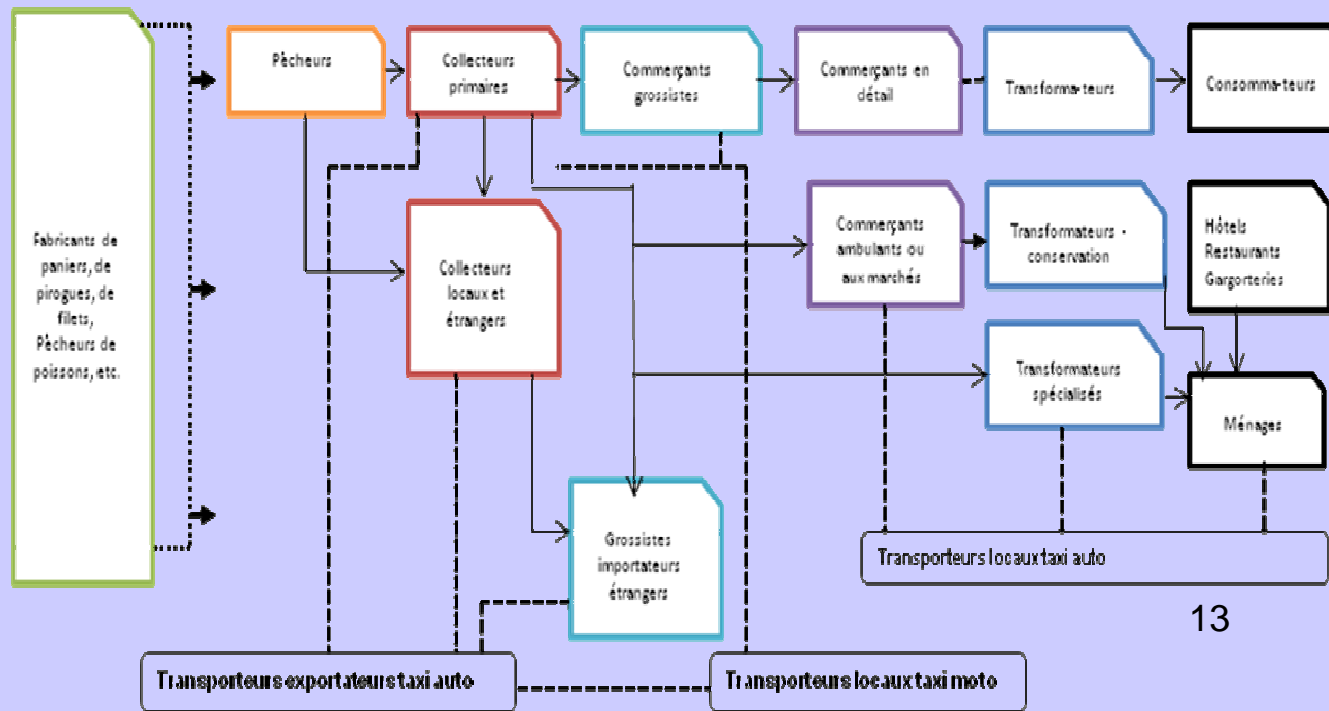 Pêcheurs
Collecteurs
primaires
Commerçants
grossistes
Commerçants en
détail
Transforma-teurs
Consomma-teurs
Fabricants de
paniers, de
pirogues, de
filets,
Pêcheurs de
poissons, etc.
Collecteurs
locaux et
étrangers
Commerçants
ambulants ou
aux marchés
Transformateurs -
conservation
Hôtels
Restaurants
Gargorteries
Transformateurs
spécialisés
Ménages
Grossistes
importateurs
étrangers
Transporteurs locaux taxi auto
13
Transporteurs exportateurs taxi auto
Transporteurs locaux taxi moto